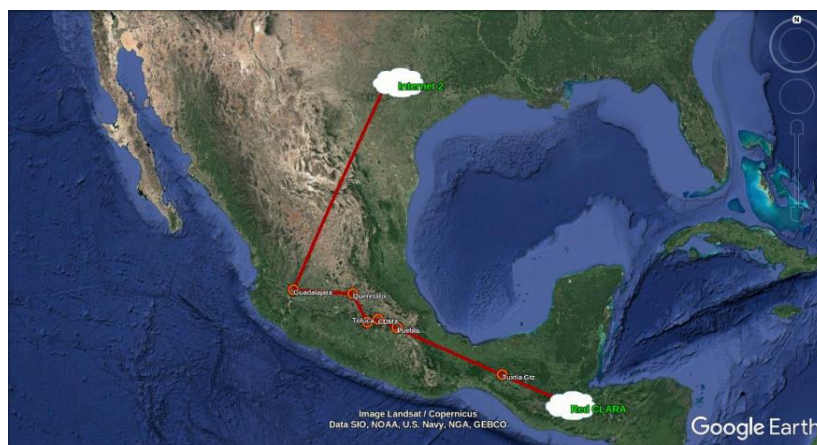 N
Internet 2
Guadalajara
Queretaro
Toluca
CDMX
Puebla
Tuxtla Gtz
Red CLARA
Image Landsat / Copernicus
Data SIO, NOAA, U.S. Navy, NGA, GEBCO
Google Earth